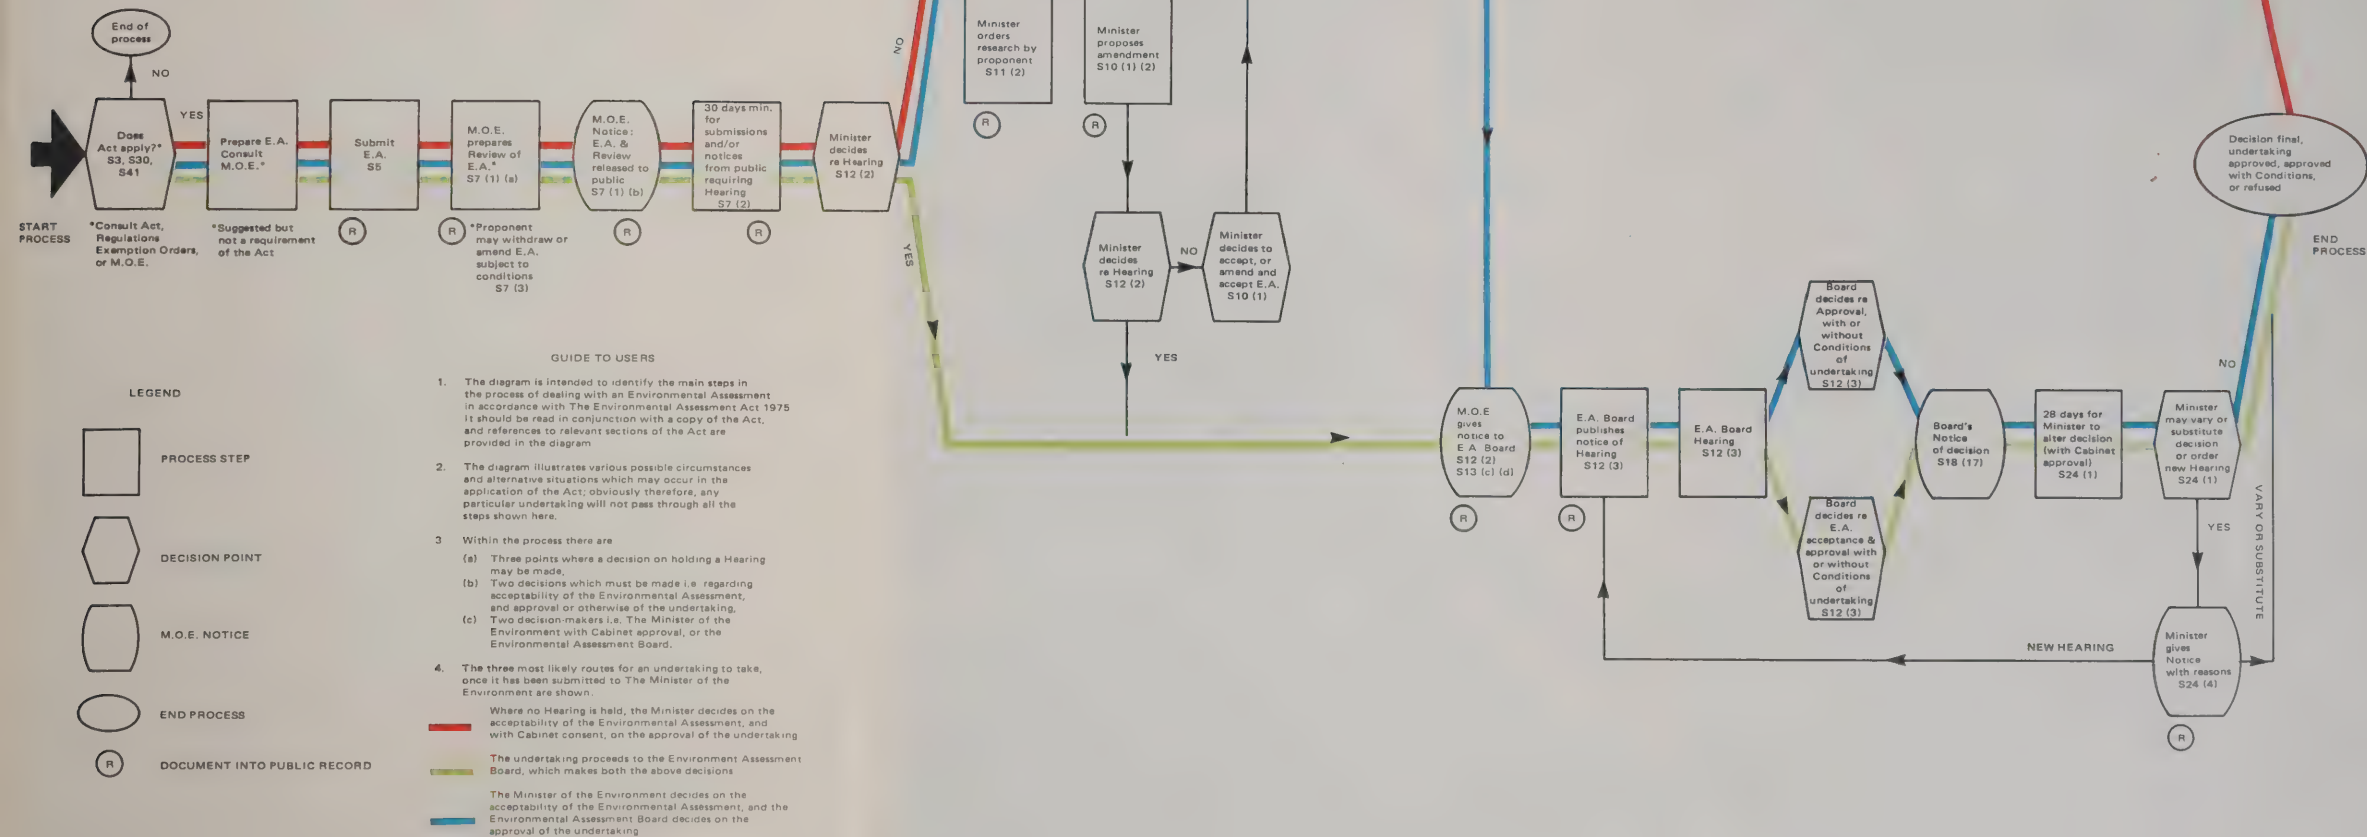 End of
process
NO
YES
Does
Act apply?*
S3, S30,
S41
START
PROCESS
*Consult Act,
Regulations
Exemption Orders,
or M.O.E.
Prepare E.A.
Consult
M.O.E.*
*Suggested but
not a requirement
of the Act
Submit
E.A.
S5
R
M.O.E.
prepares
Review of
E.A.*
S7 (1) (a)
R
*Proponent
may withdraw or
amend E.A.
subject to
conditions
S7 (3)
M.O.E.
Notice:
E.A. &
Review
released to
public
S7 (1) (b)
R
30 days min.
for
submissions
and/or
notices
from public
requiring
Hearing
S7 (2)
R
Minister
decides
re Hearing
S12 (2)
NO
YES
Minister
orders
research by
proponent
S11 (2)
R
Minister
proposes
amendment
S10 (1) (2)
R
Minister
decides
re Hearing
S12 (2)
NO
Minister
decides to
accept, or
amend and
accept E.A.
S10 (1)
YES
M.O.E
gives
notice to
E A Board
S12 (2)
S13 (c) (d)
R
E.A. Board
publishes
notice of
Hearing
S12 (3)
R
E.A. Board
Hearing
S12 (3)
Board
decides re
Approval,
with or
without
Conditions
of
undertaking
S12 (3)
Board
decides re
E.A.
acceptance &
approval with
or without
Conditions
of
undertaking
S12 (3)
Board's
Notice
of decision
S18 (17)
28 days for
Minister to
alter decision
(with Cabinet
approval)
S24 (1)
Minister
may vary or
substitute
decision
or order
new Hearing
S24 (1)
NO
YES
VARY OR SUBSTITUTE
Minister
gives
Notice
with reasons
S24 (4)
R
NEW HEARING
Decision final,
undertaking
approved, approved
with Conditions,
or refused
END
PROCESS
LEGEND
PROCESS STEP
DECISION POINT
M.O.E. NOTICE
END PROCESS
R
DOCUMENT INTO PUBLIC RECORD
GUIDE TO USERS
1. The diagram is intended to identify the main steps in
the process of dealing with an Environmental Assessment
in accordance with The Environmental Assessment Act 1975
It should be read in conjunction with a copy of the Act,
and references to relevant sections of the Act are
provided in the diagram
2. The diagram illustrates various possible circumstances
and alternative situations which may occur in the
application of the Act; obviously therefore, any
particular undertaking will not pass through all the
steps shown here.
3 Within the process there are
(a) Three points where a decision on holding a Hearing
may be made,
(b) Two decisions which must be made i.e regarding
acceptability of the Environmental Assessment,
and approval or otherwise of the undertaking,
(c) Two decision-makers i.e. The Minister of the
Environment with Cabinet approval, or the
Environmental Assessment Board.
4. The three most likely routes for an undertaking to take,
once it has been submitted to The Minister of the
Environment are shown.
Where no Hearing is held, the Minister decides on the
acceptability of the Environmental Assessment, and
with Cabinet consent, on the approval of the undertaking
The undertaking proceeds to the Environment Assessment
Board, which makes both the above decisions
The Minister of the Environment decides on the
acceptability of the Environmental Assessment, and the
Environmental Assessment Board decides on the
approval of the undertaking